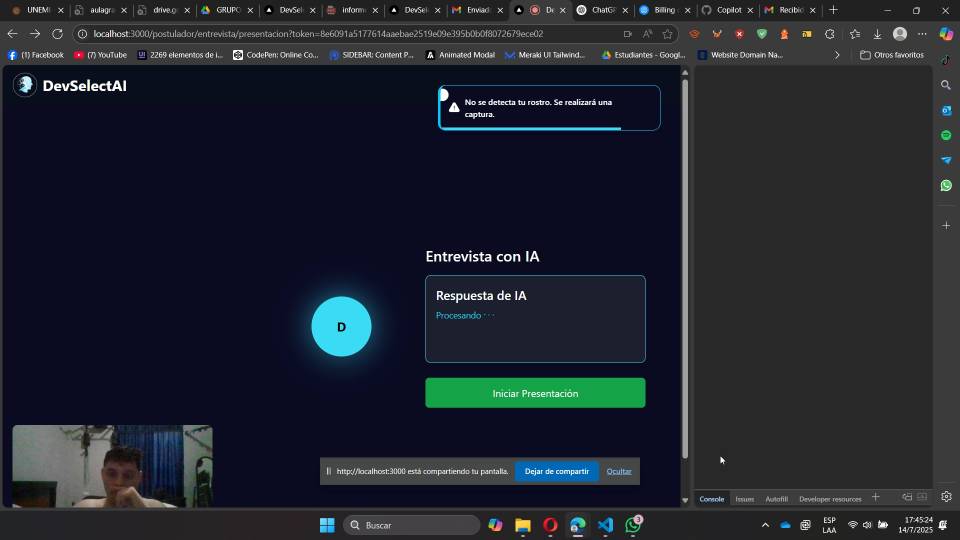 UNEMI
aulagra
drive.go
GRUPO
DevSel
inform
DevSel
Enviad
De
ChatGP
Billing
Copilot
Recibid
localhost:3000/postulador/entrevista/presentacion?token=8e6091a5177614aaebae2519e09e395b0b0f8072679ece02
(1) Facebook
(7) YouTube
2269 elementos de i...
CodePen: Online Co...
SIDEBAR: Content P...
Animated Modal
Meraki UI Tailwind...
Estudiantes - Googl...
Website Domain Na...
Otros favoritos
DevSelectAI
No se detecta tu rostro. Se realizará una
captura.
Entrevista con IA
Respuesta de IA
Procesando · · ·
D
Iniciar Presentación
http://localhost:3000 está compartiendo tu pantalla.
Dejar de compartir
Ocultar
Console
Issues
Autofill
Developer resources
Buscar
3
ESP
LAA
17:45:24
14/7/2025